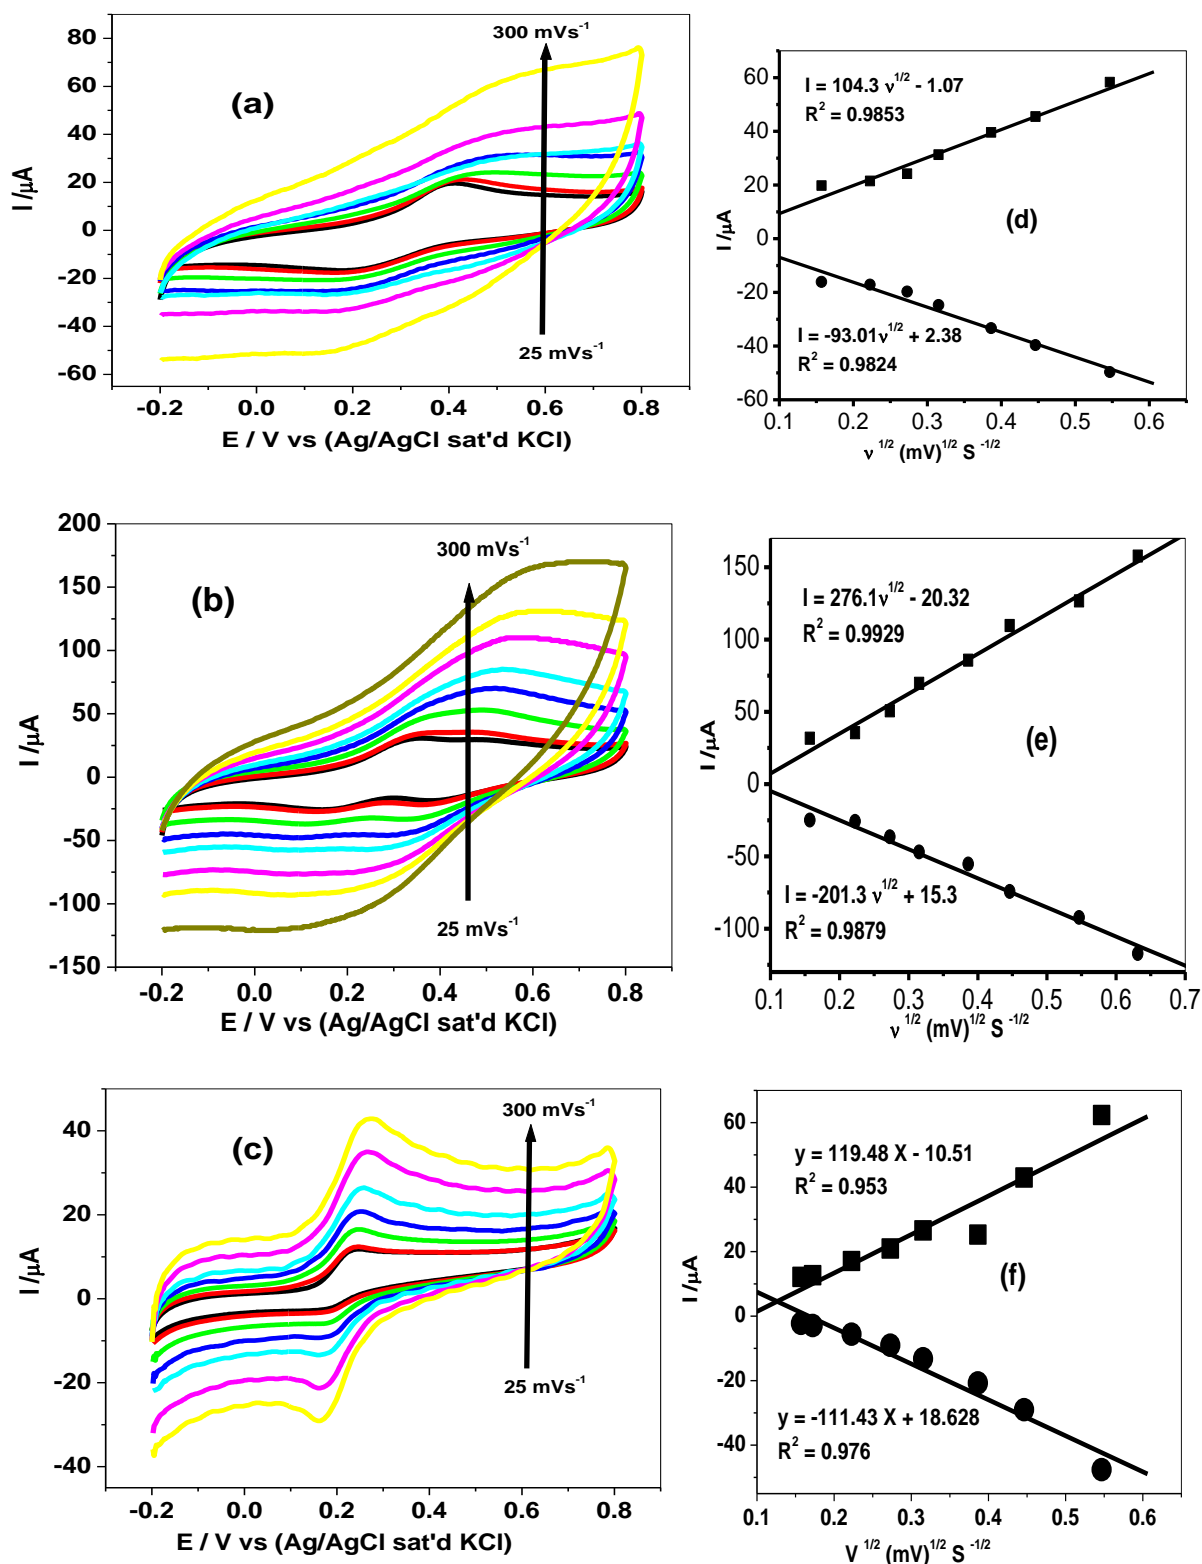 80
60
40
20
0
-20
-40
-60
I /μA
(a)
300 mVs-1
25 mVs-1
-0.2 0.0 0.2 0.4 0.6 0.8
E / V vs (Ag/AgCl sat'd KCl)
60
40
20
0
-20
-40
-60
I /μA
I = 104.3 ν1/2 - 1.07
R2 = 0.9853
(d)
I = -93.01ν1/2 + 2.38
R2 = 0.9824
0.1 0.2 0.3 0.4 0.5 0.6
ν 1/2 (mV)1/2 S -1/2
200
150
100
50
0
-50
-100
-150
I /μA
(b)
300 mVs-1
25 mVs-1
-0.2 0.0 0.2 0.4 0.6 0.8
E / V vs (Ag/AgCl sat'd KCl)
150
100
50
0
-50
-100
I /μA
I = 276.1ν1/2 - 20.32
R2 = 0.9929
(e)
I = -201.3 ν1/2 + 15.3
R2 = 0.9879
0.1 0.2 0.3 0.4 0.5 0.6 0.7
ν 1/2 (mV)1/2 S -1/2
40
20
0
-20
-40
I /μA
(c)
300 mVs-1
25 mVs-1
-0.2 0.0 0.2 0.4 0.6 0.8
E / V vs (Ag/AgCl sat'd KCl)
60
40
20
0
-20
-40
I /μA
y = 119.48 X - 10.51
R2 = 0.953
(f)
y = -111.43 X + 18.628
R2 = 0.976
0.1 0.2 0.3 0.4 0.5 0.6
V 1/2 (mV)1/2 S -1/2